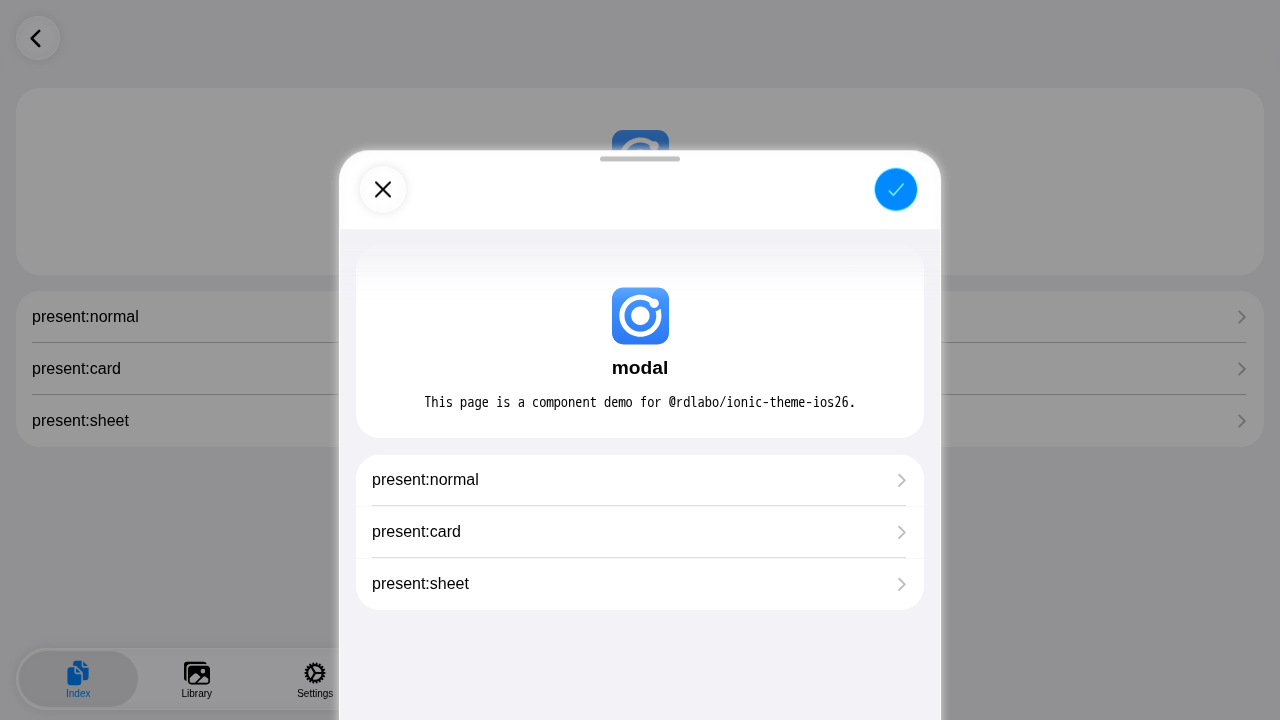 present:normal
present:card
present:sheet
modal
This page is a component demo for @rdlabo/ionic-theme-ios26.
present:normal
present:card
present:sheet
Index
Library
Settings